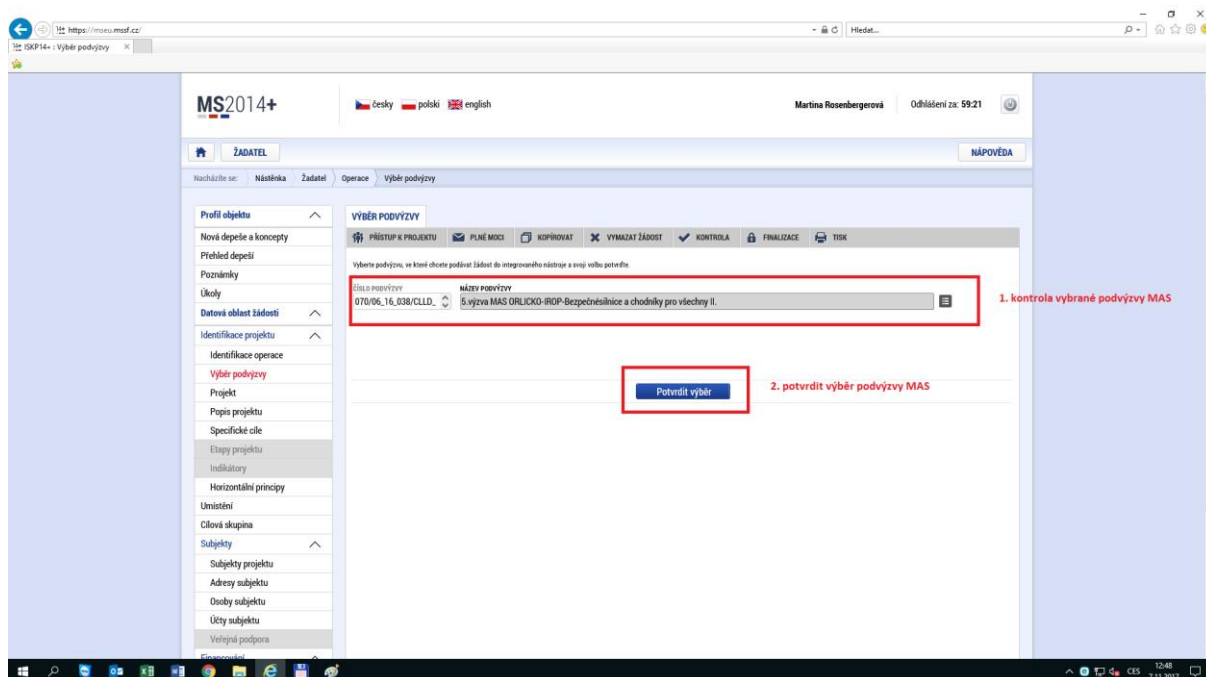 https://mseu.mssf.cz/
Hledat...
ISKP14+ : Výběr podvýzvy
MS2014+
česky polski english
Martina Rosenbergerová Odhlášení za: 59:21
ŽADATEL NÁPOVĚDA
Nacházíte se: Nástěnka Žadatel Operace Výběr podvýzvy
Profil objektu
Nová depeše a koncepty
Přehled depeší
Poznámky
Úkoly
Datová oblast žádosti
Identifikace projektu
Identifikace operace
Výběr podvýzvy
Projekt
Popis projektu
Specifické cíle
Etapy projektu
Indikátory
Horizontální principy
Umístění
Cílová skupina
Subjekty
Subjekty projektu
Adresy subjektu
Osoby subjektu
Účty subjektu
Veřejná podpora
Financování
VÝBĚR PODVÝZVY
PŘÍSTUP K PROJEKTU PLNÉ MOCI KOPÍROVAT VYMAZAT ŽÁDOST KONTROLA FINALIZACE TISK
Vyberte podvýzvu, ve které chcete podávat žádost do integrovaného nástroje a svoji volbu potvrďte.
ČÍSLO PODVÝZVY NÁZEV PODVÝZVY
070/06_16_038/CLLD_ 5.výzva MAS ORLICKO-IROP-Bezpečnésilnice a chodníky pro všechny II.
1. kontrola vybrané podvýzvy MAS
Potvrdit výběr
2. potvrdit výběr podvýzvy MAS
CES
12:48
7.11.2017